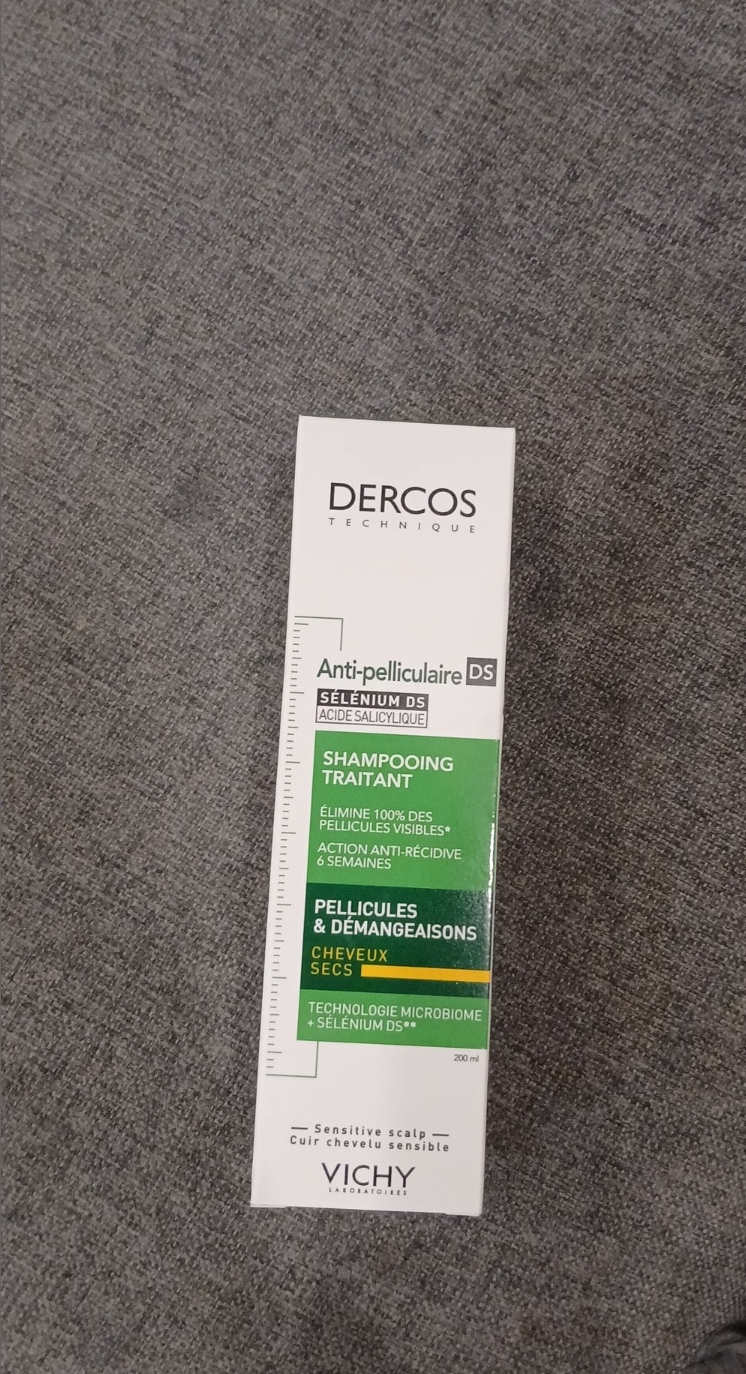 DERCOS
TECHNIQUE
Anti-pelliculaire DS
SÉLÉNIUM DS
ACIDE SALICYLIQUE
SHAMPOOING
TRAITANT
ÉLIMINE 100% DES
PELLICULES VISIBLES*
ACTION ANTI-RÉCIDIVE
6 SEMAINES
PELLICULES
& DÉMANGEAISONS
CHEVEUX
SECS
TECHNOLOGIE MICROBIOME
+ SÉLÉNIUM DS**
200 ml
Sensitive scalp
Cuir chevelu sensible
VICHY
LABORATOIRES